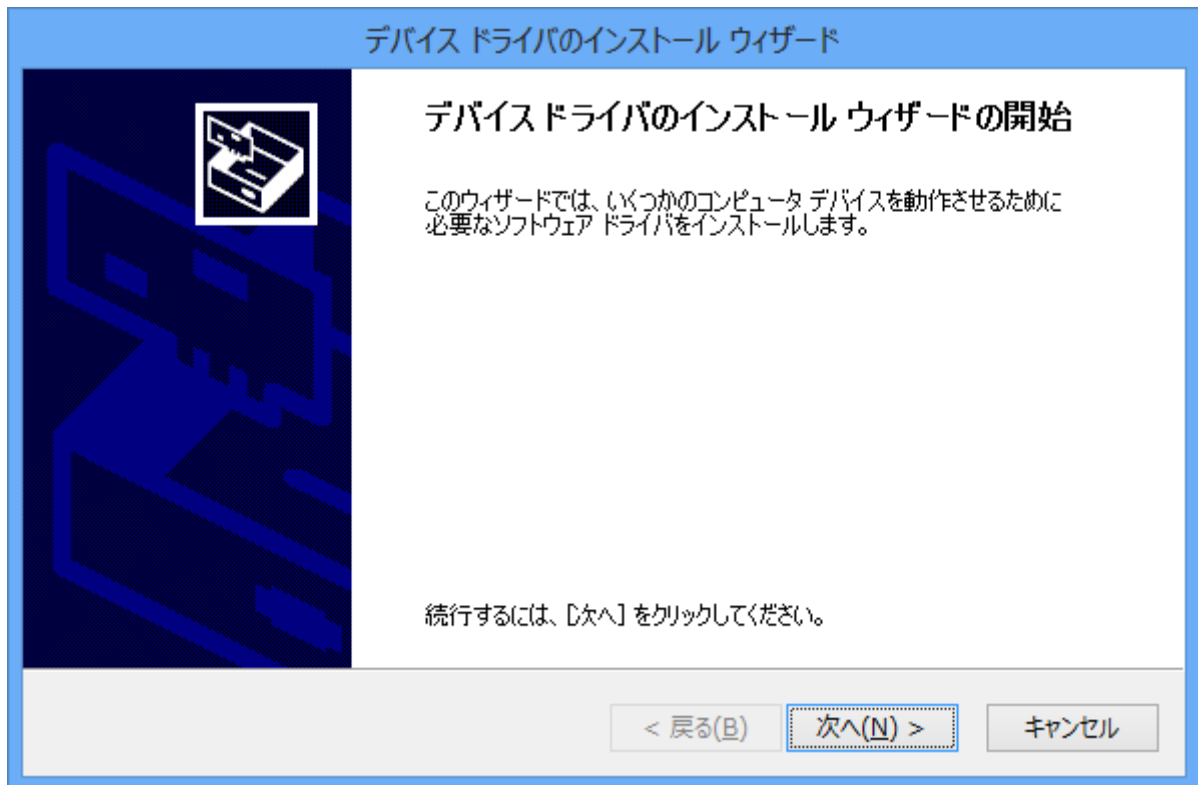 デバイス ドライバのインストール ウィザード
デバイス ドライバのインストール ウィザードの開始
このウィザードでは、いくつかのコンピュータ デバイスを動作させるために
必要なソフトウェア ドライバをインストールします。
続行するには、[次へ] をクリックしてください。
< 戻る(B)
次へ(N) >
キャンセル